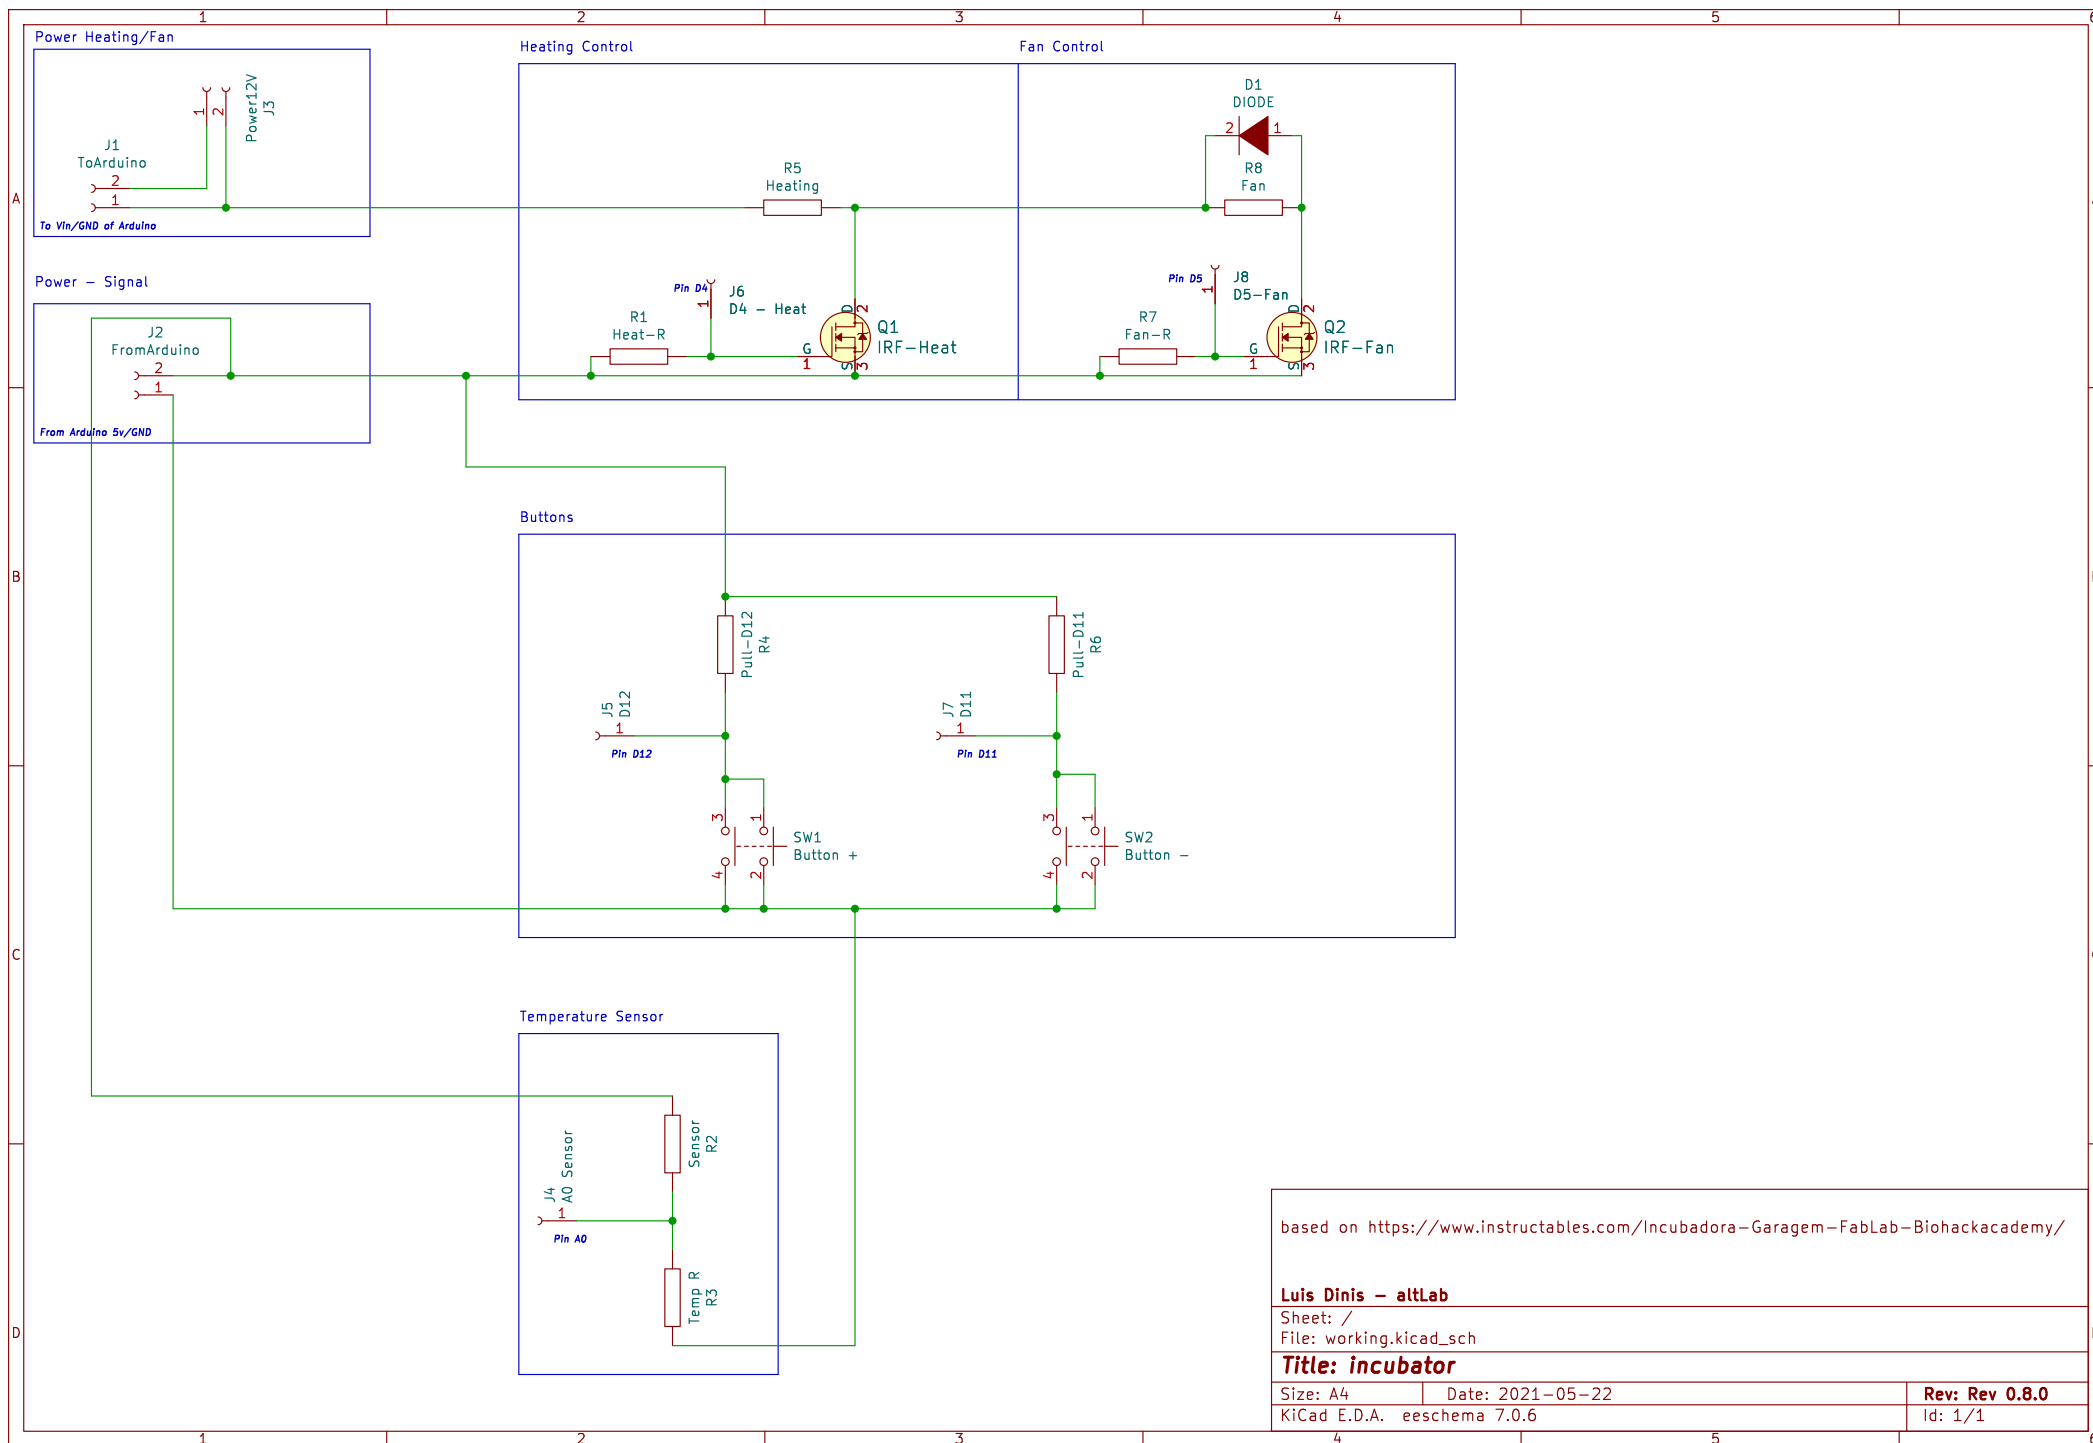 1 2 3 4 5 6
Power Heating/Fan
J1
ToArduino
2
1
1
2
Power12V
J3
To Vin/GND of Arduino
Heating Control
R5
Heating
Pin D4
1
J6
D4 - Heat
R1
Heat-R
G
1
D
2
S
3
Q1
IRF-Heat
Fan Control
D1
DIODE
2
1
R8
Fan
Pin D5
1
J8
D5-Fan
R7
Fan-R
G
1
D
2
S
3
Q2
IRF-Fan
A
Power - Signal
J2
FromArduino
2
1
From Arduino 5v/GND
Buttons
B
Pull-D12
R4
Pull-D11
R6
J5
D12
1
Pin D12
J7
D11
1
Pin D11
3
1
4
2
SW1
Button +
3
1
4
2
SW2
Button -
C
Temperature Sensor
Sensor
R2
J4
A0 Sensor
1
Pin A0
Temp R
R3
D
based on https://www.instructables.com/Incubadora-Garagem-FabLab-Biohackacademy/
Luis Dinis - altLab
Sheet: /
File: working.kicad_sch
Title: incubator
Size: A4
Date: 2021-05-22
Rev: Rev 0.8.0
KiCad E.D.A. eeschema 7.0.6
Id: 1/1
1 2 3 4 5 6